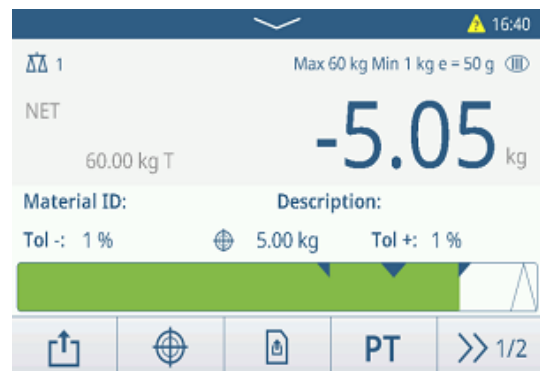 16:40
1 Max 60 kg Min 1 kg e = 50 g III
NET
-5.05 kg
60.00 kg T
Material ID: Description:
Tol -: 1 % 5.00 kg Tol +: 1 %
PT 1/2